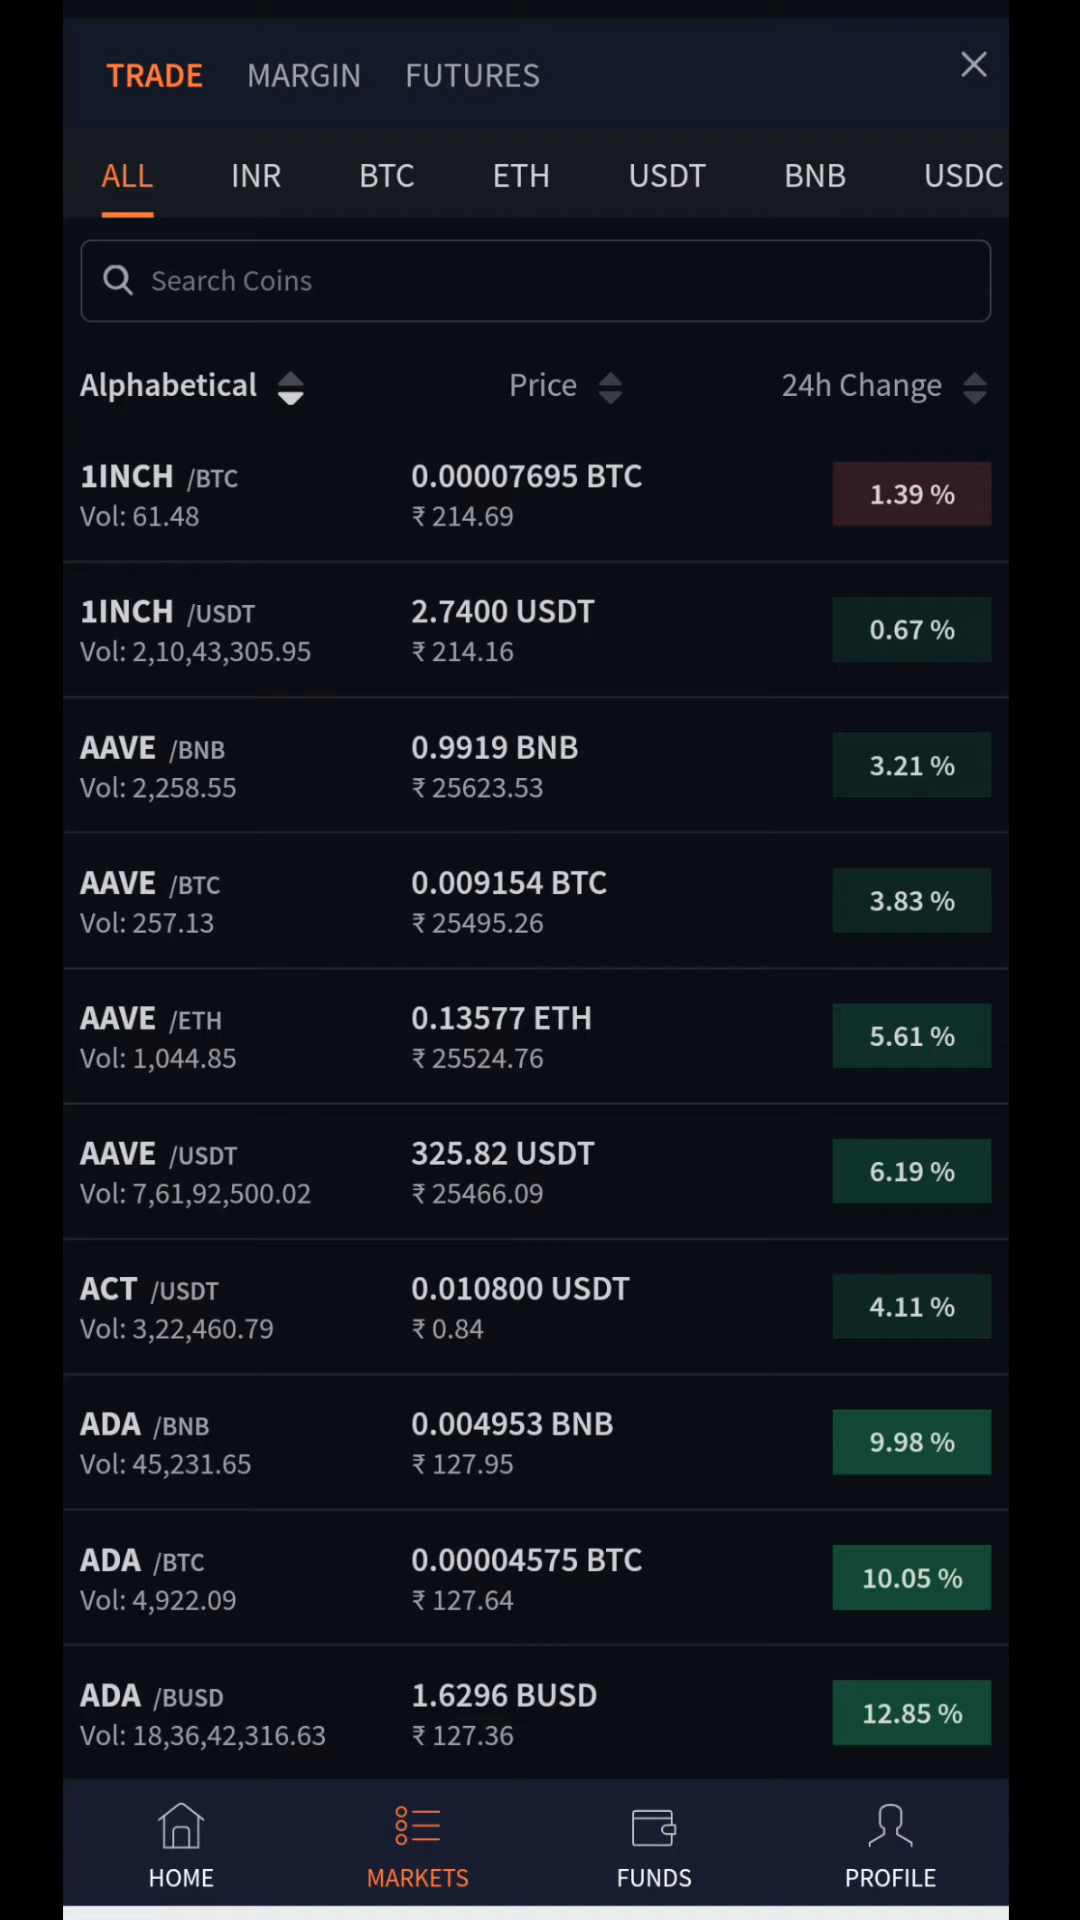 TRADE MARGIN FUTURES
ALL INR BTC ETH USDT BNB USDC
Search Coins
Alphabetical Price 24h Change
1INCH /BTC 0.00007695 BTC 1.39 %
Vol: 61.48 ₹ 214.69
1INCH /USDT 2.7400 USDT 0.67 %
Vol: 2,10,43,305.95 ₹ 214.16
AAVE /BNB 0.9919 BNB 3.21 %
Vol: 2,258.55 ₹ 25623.53
AAVE /BTC 0.009154 BTC 3.83 %
Vol: 257.13 ₹ 25495.26
AAVE /ETH 0.13577 ETH 5.61 %
Vol: 1,044.85 ₹ 25524.76
AAVE /USDT 325.82 USDT 6.19 %
Vol: 7,61,92,500.02 ₹ 25466.09
ACT /USDT 0.010800 USDT 4.11 %
Vol: 3,22,460.79 ₹ 0.84
ADA /BNB 0.004953 BNB 9.98 %
Vol: 45,231.65 ₹ 127.95
ADA /BTC 0.00004575 BTC 10.05 %
Vol: 4,922.09 ₹ 127.64
ADA /BUSD 1.6296 BUSD 12.85 %
Vol: 18,36,42,316.63 ₹ 127.36
HOME MARKETS FUNDS PROFILE